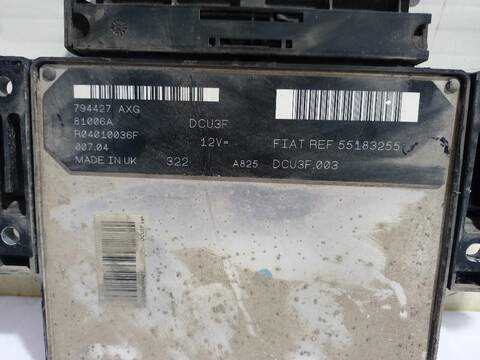 794427 AXG
81006A DCU3F
R04010036F 12V= FIAT REF 55183255
007.04
MADE IN UK 322 A825 DCU3F.003